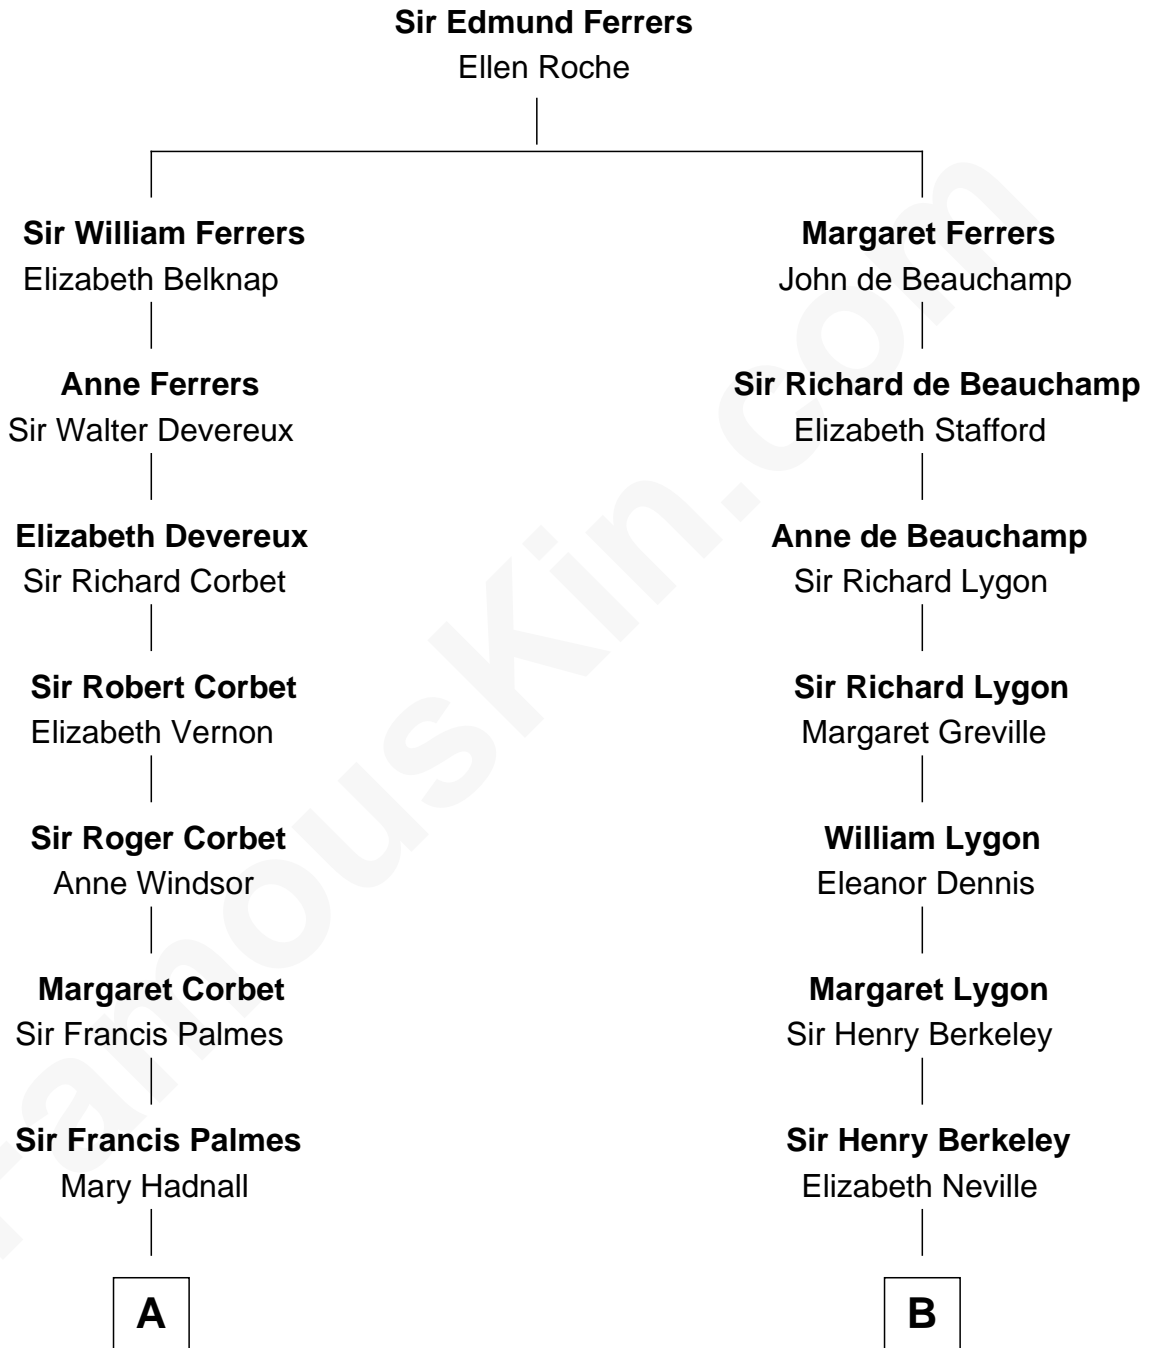 Sir Edmund Ferrers
Ellen Roche
Sir William Ferrers
Elizabeth Belknap
Margaret Ferrers
John de Beauchamp
Anne Ferrers
Sir Walter Devereux
Sir Richard de Beauchamp
Elizabeth Stafford
Elizabeth Devereux
Sir Richard Corbet
Anne de Beauchamp
Sir Richard Lygon
Sir Robert Corbet
Elizabeth Vernon
Sir Richard Lygon
Margaret Greville
Sir Roger Corbet
Anne Windsor
William Lygon
Eleanor Dennis
Margaret Corbet
Sir Francis Palmes
Margaret Lygon
Sir Henry Berkeley
Sir Francis Palmes
Mary Hadnall
Sir Henry Berkeley
Elizabeth Neville
A
B
FamousKin.com